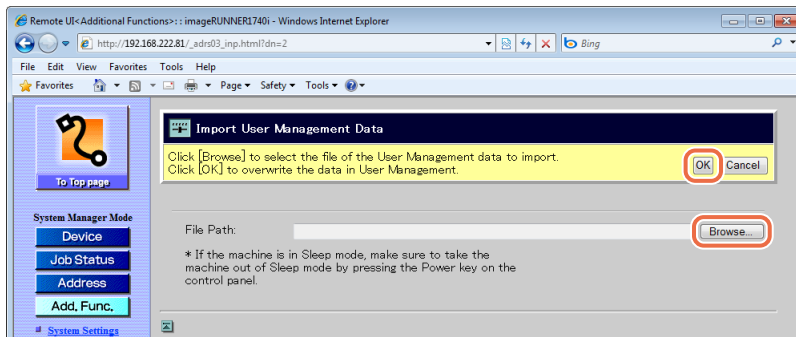 Remote UI<Additional Functions>: : imageRUNNER1740i - Windows Internet Explorer
http://192.168.222.81/_adrs03_inp.html?dn=2
Bing
File Edit View Favorites Tools Help
Favorites Page Safety Tools
To Top page
Import User Management Data
Click [Browse] to select the file of the User Management data to import.
Click [OK] to overwrite the data in User Management.
OK Cancel
System Manager Mode
Device
Job Status
Address
Add. Func.
System Settings
File Path: Browse...
* If the machine is in Sleep mode, make sure to take the
machine out of Sleep mode by pressing the Power key on the
control panel.